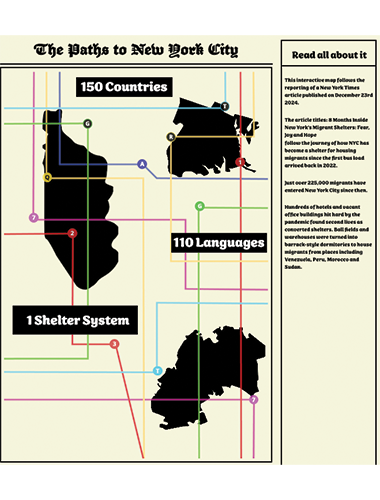 The Paths to New York City
150 Countries
T
G
R
A
Q
1
G
7
2
110 Languages
1 Shelter System
3
T
7
Read all about it
This interactive map follows the
reporting of a New York Times
article published on December 23rd
2024.
The article titles: 8 Months Inside
New York's Migrant Shelters: Fear,
Joy and Hope
follow the journey of how NYC has
become a shelter for housing
migrants since the first bus load
arrived back in 2022.
Just over 225,000 migrants have
entered New York City since then.
Hundreds of hotels and vacant
office buildings hit hard by the
pandemic found second lives as
converted shelters. Ball fields and
warehouses were turned into
barrack-style dormitories to house
migrants from places including
Venezuela, Peru, Morocco and
Sudan.